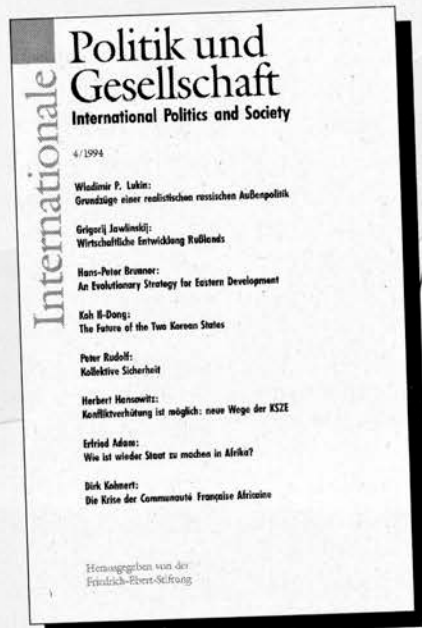 Internationale
Politik und
Gesellschaft
International Politics and Society
4/1994
Wladimir P. Lukin:
Grundzüge einer realistischen russischen Außenpolitik
Grigorij Jawlinskij:
Wirtschaftliche Entwicklung Rußlands
Hans-Peter Brunner:
An Evolutionary Strategy for Eastern Development
Koh Il-Dong:
The Future of the Two Korean States
Peter Rudolf:
Kollektive Sicherheit
Herbert Honsowitz:
Konfliktverhütung ist möglich: neue Wege der KSZE
Erfried Adam:
Wie ist wieder Staat zu machen in Afrika?
Dirk Kohnert:
Die Krise der Communauté Française Africaine
Herausgegeben von der
Friedrich-Ebert-Stiftung